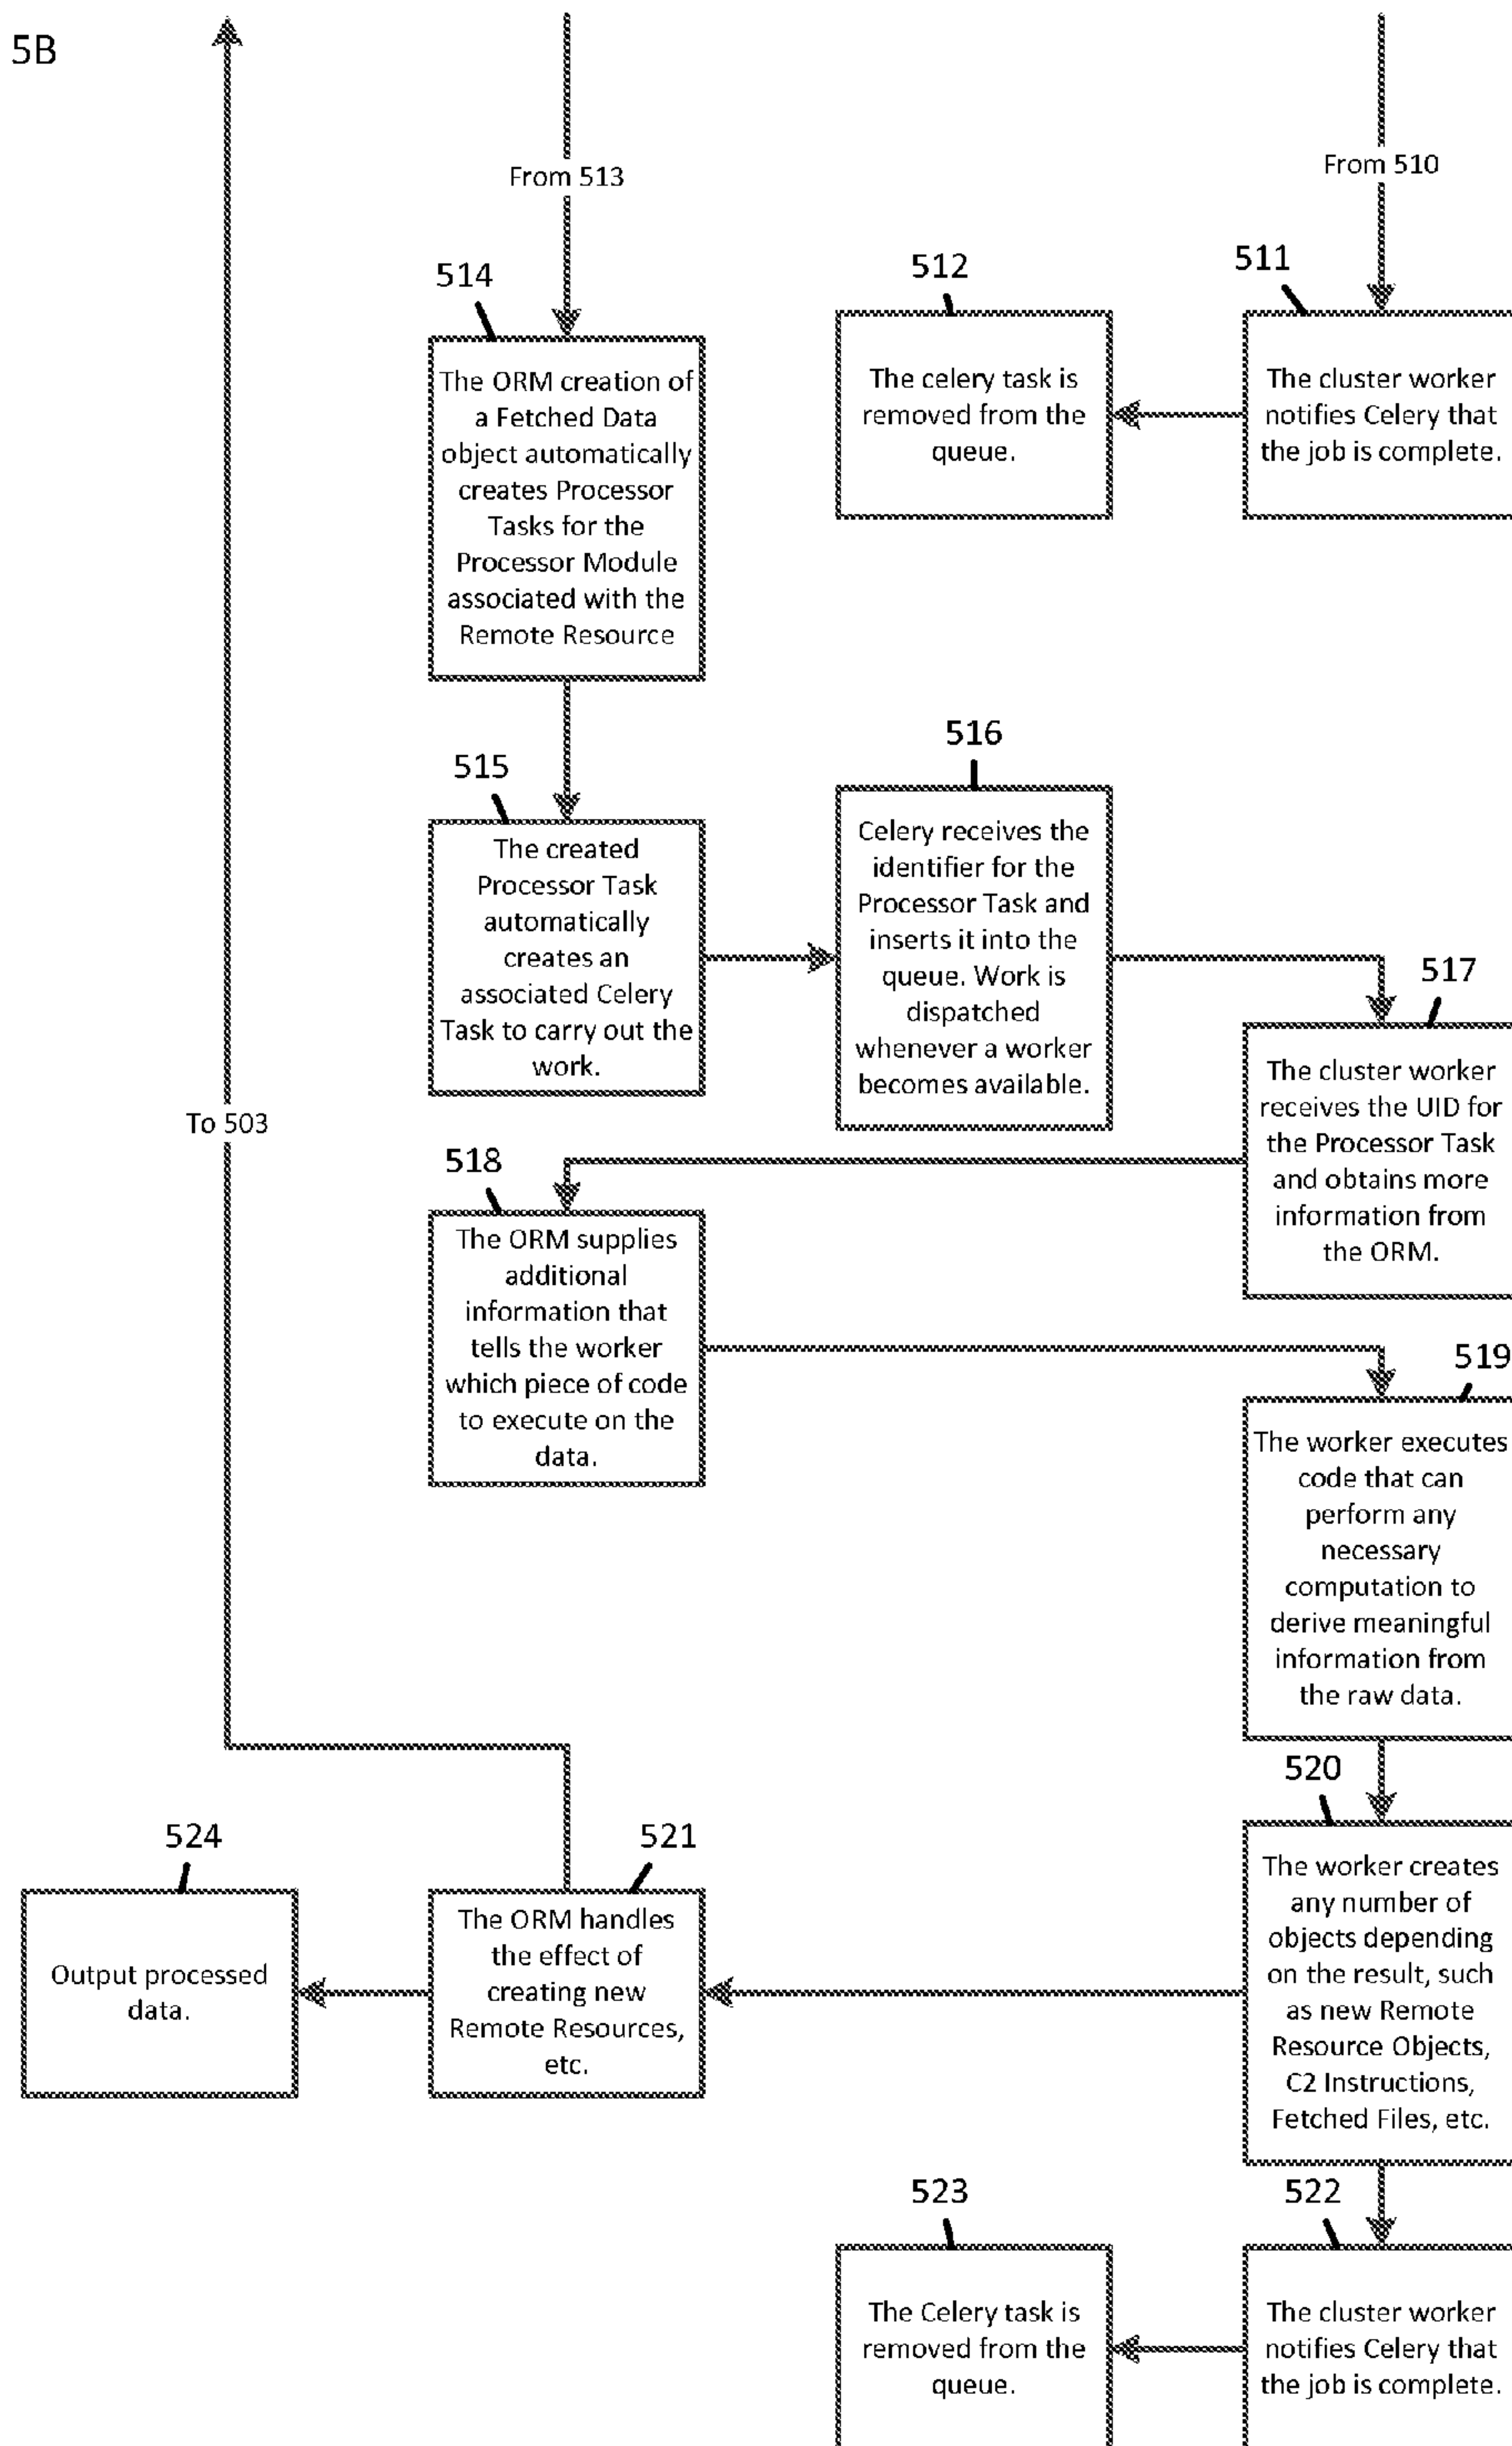 5B
From 513
From 510
514
The ORM creation of
a Fetched Data
object automatically
creates Processor
Tasks for the
Processor Module
associated with the
Remote Resource
512
The celery task is
removed from the
queue.
511
The cluster worker
notifies Celery that
the job is complete.
515
The created
Processor Task
automatically
creates an
associated Celery
Task to carry out the
work.
516
Celery receives the
identifier for the
Processor Task and
inserts it into the
queue. Work is
dispatched
whenever a worker
becomes available.
517
The cluster worker
receives the UID for
the Processor Task
and obtains more
information from
the ORM.
To 503
518
The ORM supplies
additional
information that
tells the worker
which piece of code
to execute on the
data.
519
The worker executes
code that can
perform any
necessary
computation to
derive meaningful
information from
the raw data.
520
The worker creates
any number of
objects depending
on the result, such
as new Remote
Resource Objects,
C2 Instructions,
Fetched Files, etc.
524
Output processed
data.
521
The ORM handles
the effect of
creating new
Remote Resources,
etc.
523
The Celery task is
removed from the
queue.
522
The cluster worker
notifies Celery that
the job is complete.